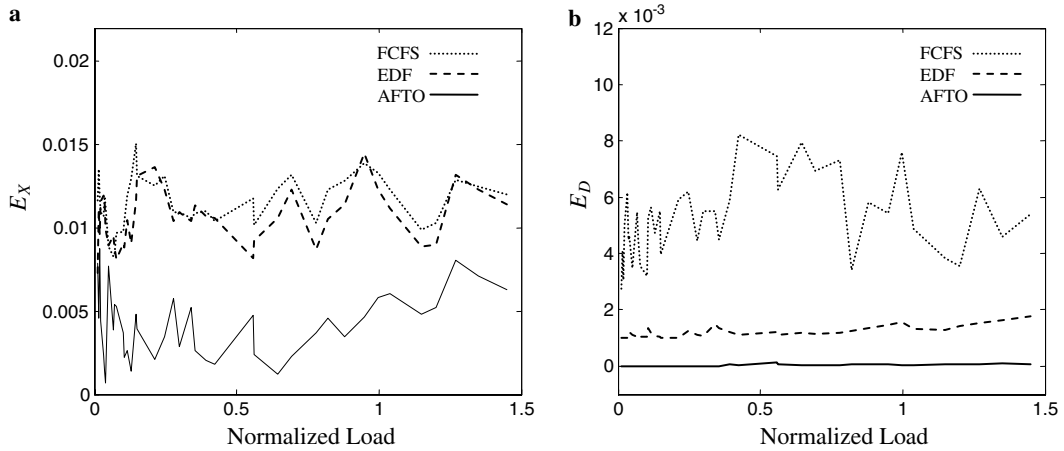 a
0.02
0.015
0.01
0.005
0
E_X
FCFS
EDF
AFTO
0
0.5
1
1.5
Normalized Load
b
× 10⁻³
12
10
8
6
4
2
0
E_D
FCFS
EDF
AFTO
0
0.5
1
1.5
Normalized Load